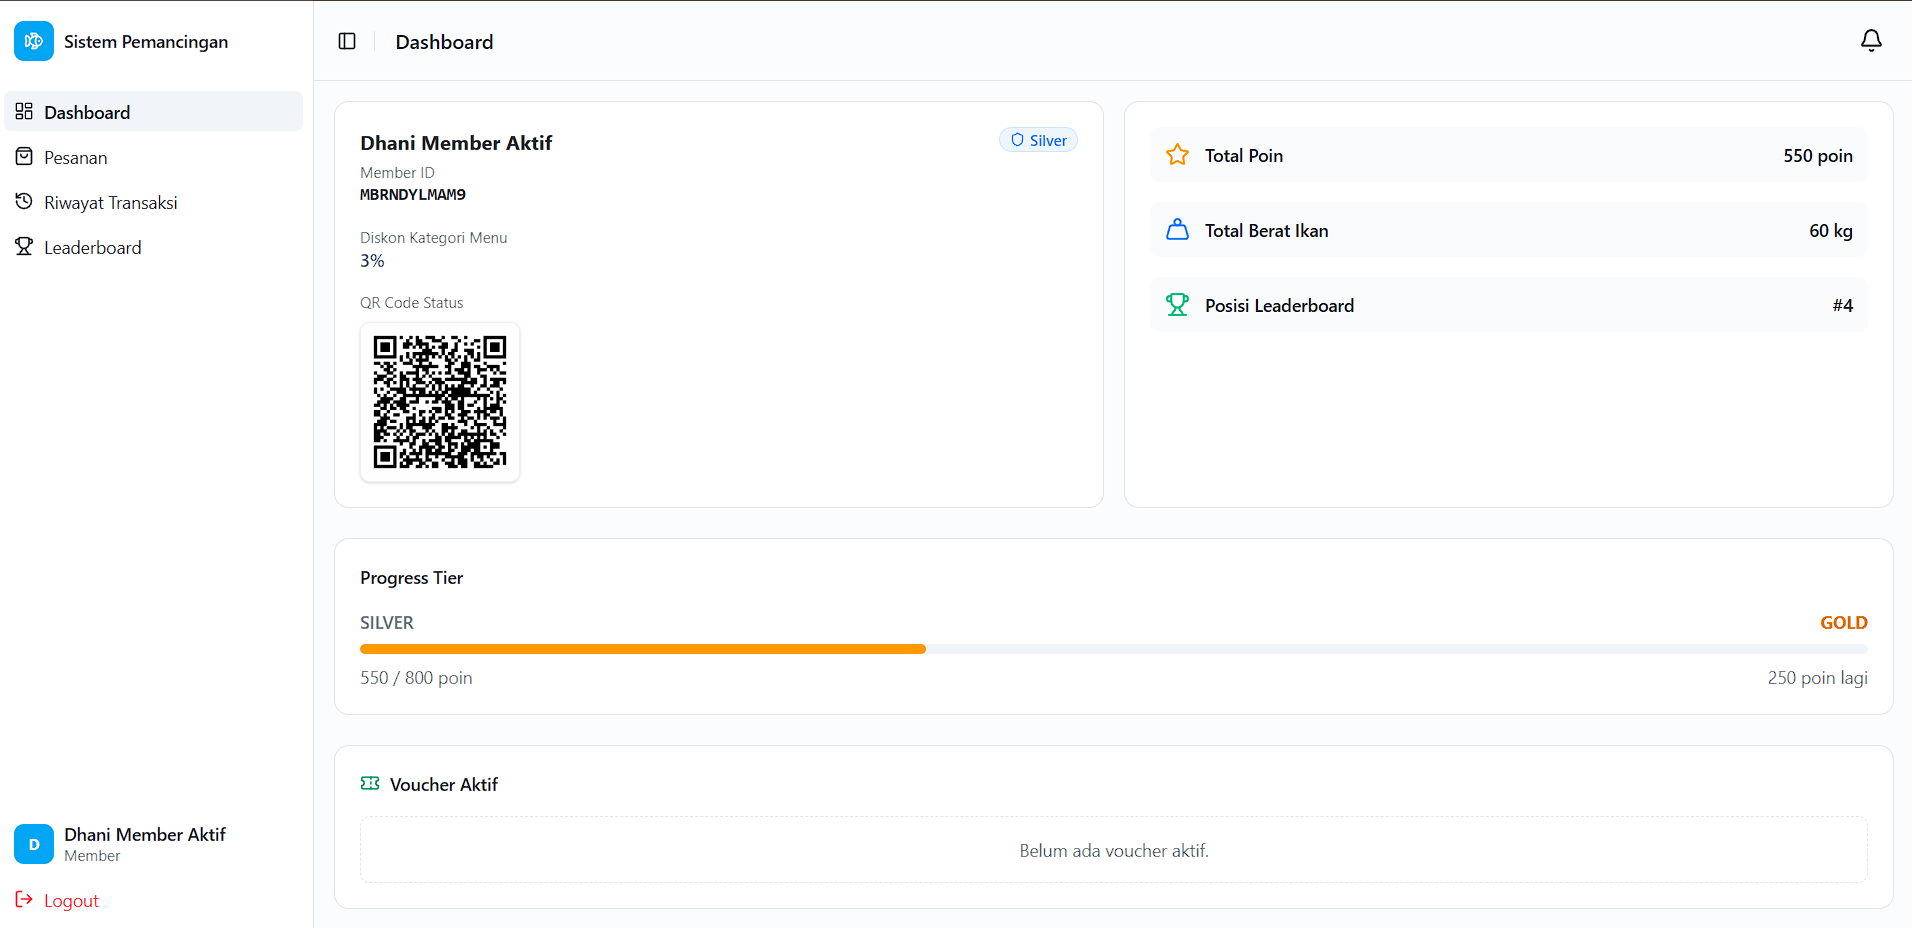 Sistem Pemancingan
Dashboard
Pesanan
Riwayat Transaksi
Leaderboard
D
Dhani Member Aktif
Member
Logout
Dashboard
Dhani Member Aktif
Silver
Member ID
MBRNDYLMAM9
Diskon Kategori Menu
3%
QR Code Status
Total Poin 550 poin
Total Berat Ikan 60 kg
Posisi Leaderboard #4
Progress Tier
SILVER GOLD
550 / 800 poin 250 poin lagi
Voucher Aktif
Belum ada voucher aktif.